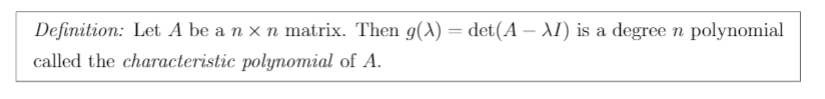 Definition: Let A be a n × n matrix. Then g(λ) = det(A − λI) is a degree n polynomial
called the characteristic polynomial of A.